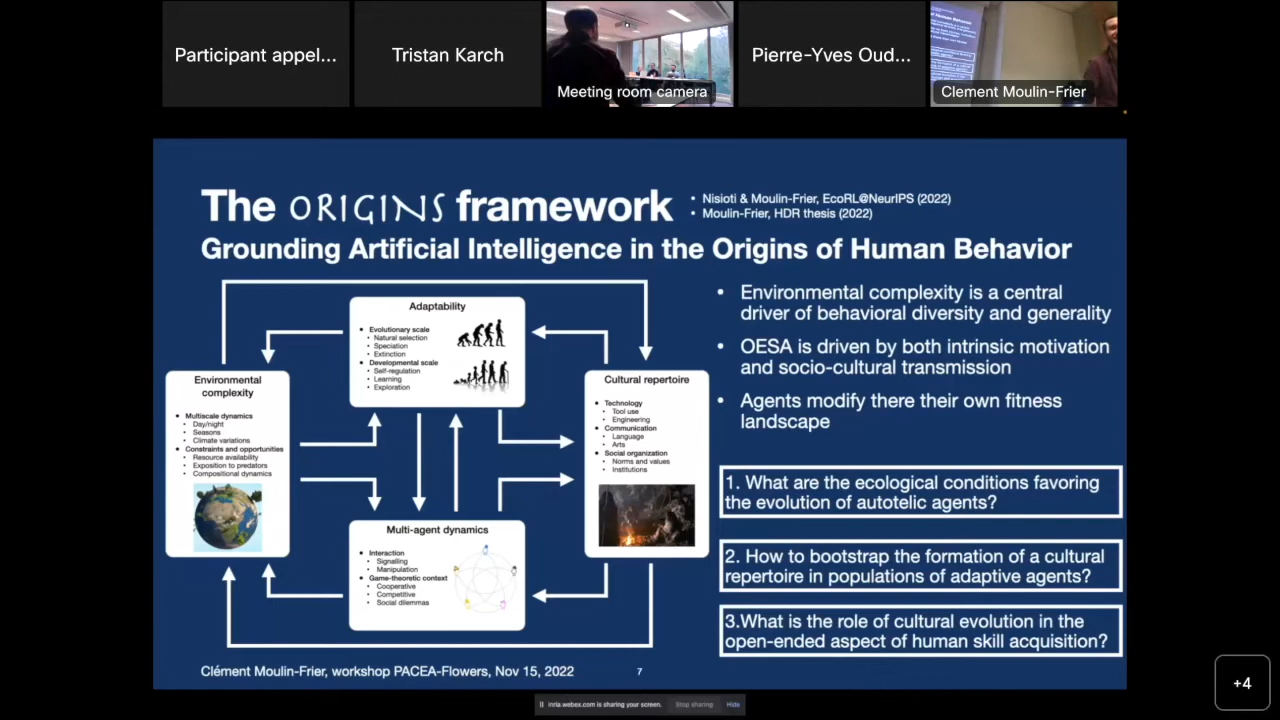 Participant appel...
Tristan Karch
Meeting room camera
Pierre-Yves Oud...
Clement Moulin-Frier
The ORIGINS framework
• Nisioti & Moulin-Frier, EcoRL@NeurIPS (2022)
• Moulin-Frier, HDR thesis (2022)
Grounding Artificial Intelligence in the Origins of Human Behavior
Adaptability
• Evolutionary scale
• Natural selection
• Speciation
• Extinction
• Developmental scale
• Self-regulation
• Learning
• Exploration
Environmental
complexity
• Multiscale dynamics
• Day/night
• Seasons
• Climate variations
• Constraints and opportunities
• Resource availability
• Exposition to predators
• Compositional dynamics
Cultural repertoire
• Technology
• Tool use
• Engineering
• Communication
• Language
• Arts
• Social organization
• Norms and values
• Institutions
Multi-agent dynamics
• Interaction
• Signalling
• Manipulation
• Game-theoretic context
• Cooperative
• Competitive
• Social dilemmas
• Environmental complexity is a central
driver of behavioral diversity and generality
• OESA is driven by both intrinsic motivation
and socio-cultural transmission
• Agents modify there their own fitness
landscape
1. What are the ecological conditions favoring
the evolution of autotelic agents?
2. How to bootstrap the formation of a cultural
repertoire in populations of adaptive agents?
3.What is the role of cultural evolution in the
open-ended aspect of human skill acquisition?
Clément Moulin-Frier, workshop PACEA-Flowers, Nov 15, 2022
7
inria.webex.com is sharing your screen.
Stop sharing
Hide
+4